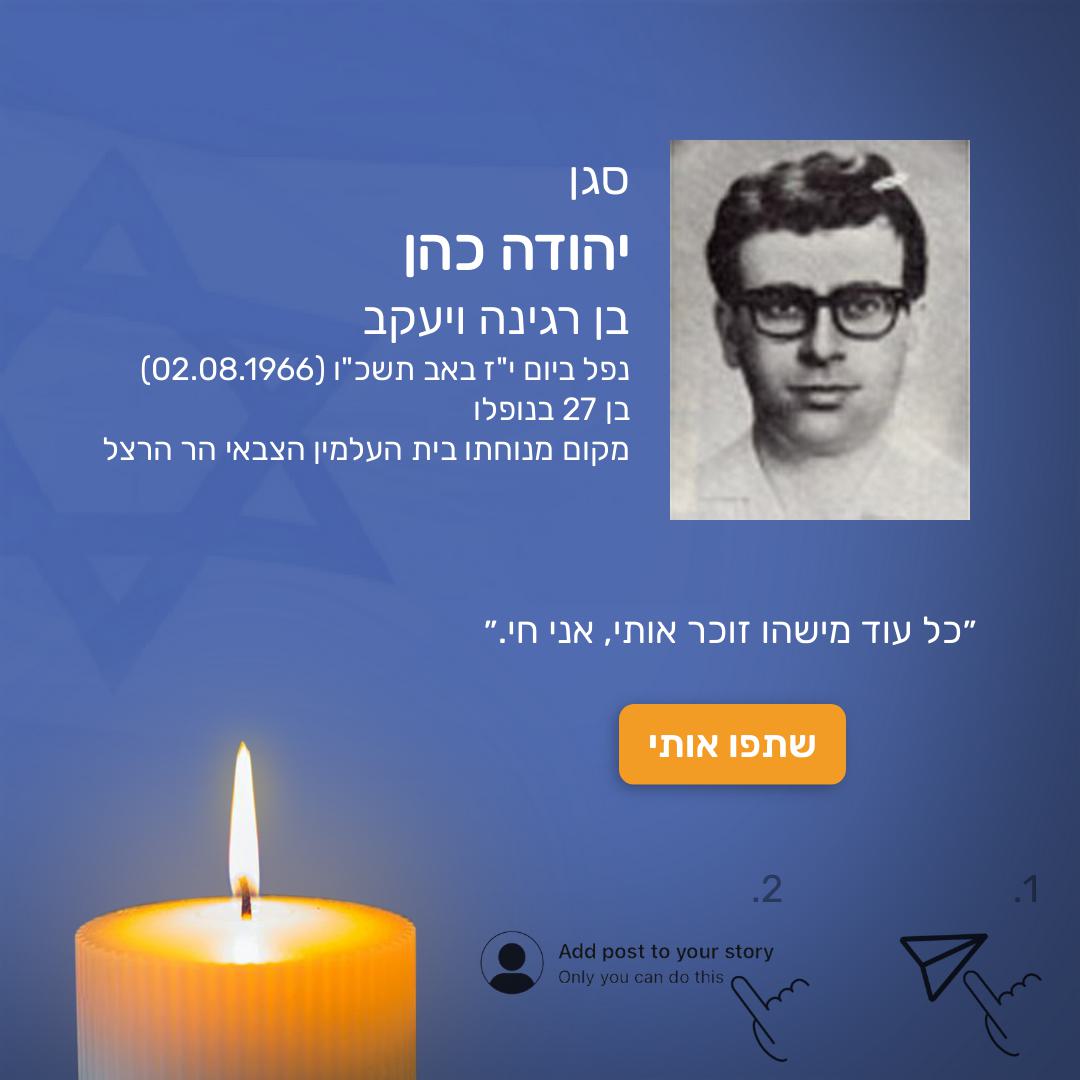 סגן
יהודה כהן
בן רגינה ויעקב
נפל ביום י"ז באב תשכ"ו (02.08.1966)
בן 27 בנופלו
מקום מנוחתו בית העלמין הצבאי הר הרצל
״כל עוד מישהו זוכר אותי, אני חי.״
שתפו אותי
1.
2.
Add post to your story
Only you can do this